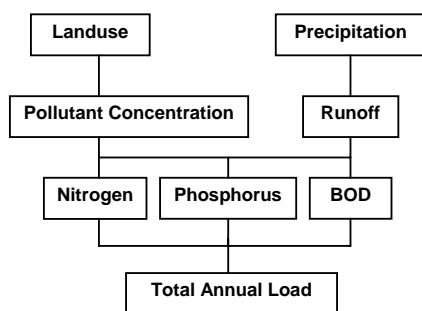 Landuse
Precipitation
Pollutant Concentration
Runoff
Nitrogen
Phosphorus
BOD
Total Annual Load